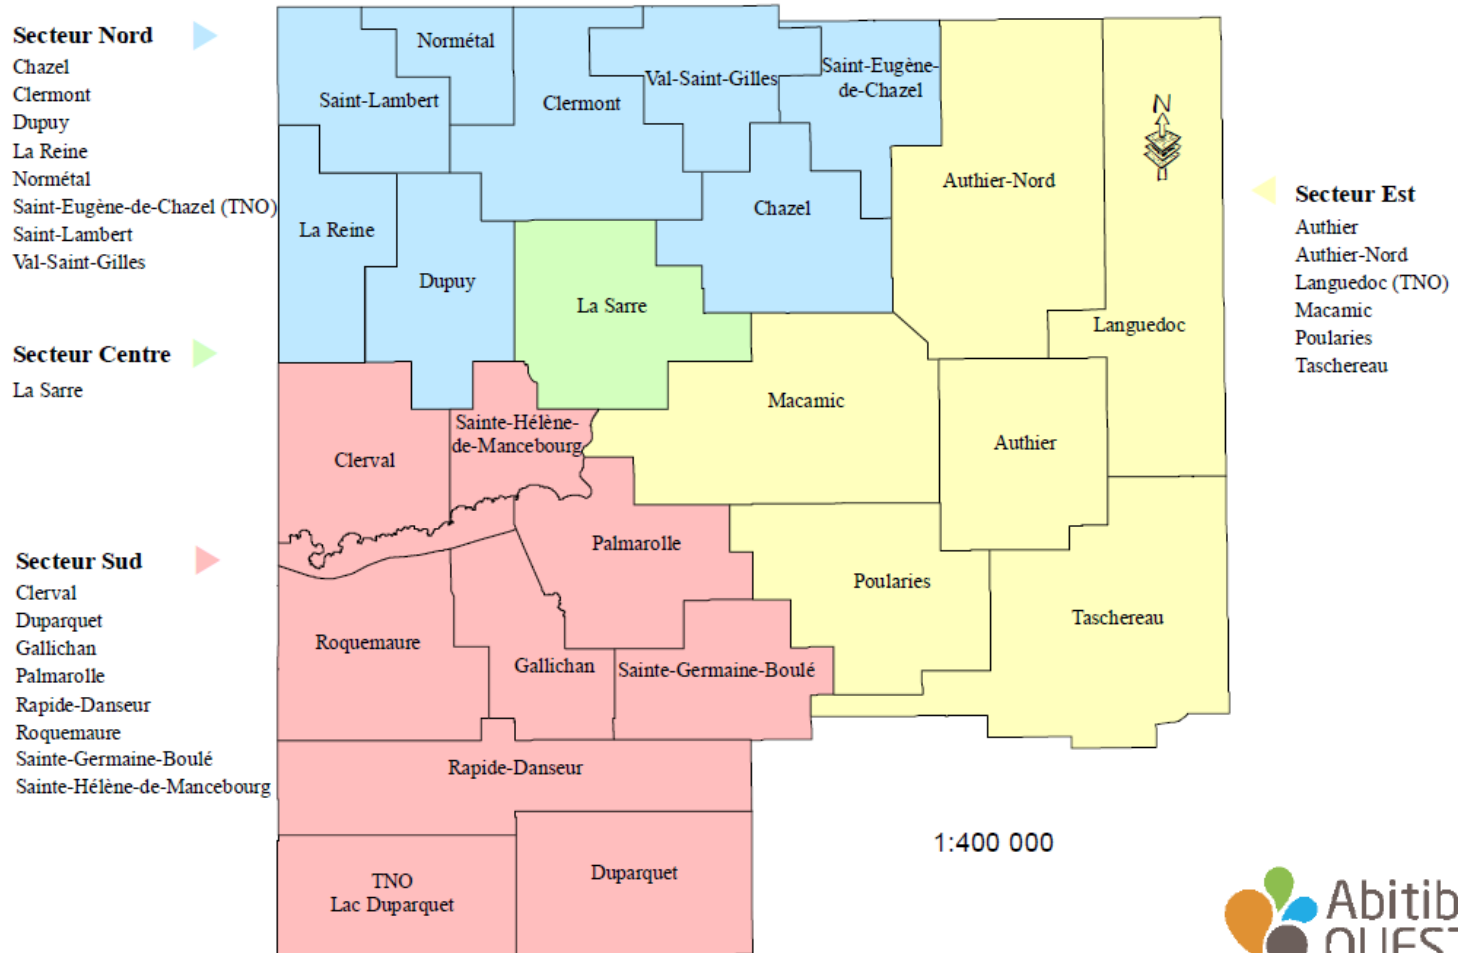 Secteur Nord
Chazel
Clermont
Dupuy
La Reine
Normétal
Saint-Eugène-de-Chazel (TNO)
Saint-Lambert
Val-Saint-Gilles
Secteur Centre
La Sarre
Secteur Sud
Clerval
Duparquet
Gallichan
Palmarolle
Rapide-Danseur
Roquemaure
Sainte-Germaine-Boulé
Sainte-Hélène-de-Mancebourg
Normétal
Saint-Lambert
Clermont
Val-Saint-Gilles
Saint-Eugène-
de-Chazel
Authier-Nord
Chazel
La Reine
Dupuy
La Sarre
Languedoc
Macamic
Authier
Sainte-Hélène-
de-Mancebourg
Clerval
Palmarolle
Poularies
Taschereau
Roquemaure
Gallichan
Sainte-Germaine-Boulé
Rapide-Danseur
Duparquet
TNO
Lac Duparquet
N
Secteur Est
Authier
Authier-Nord
Languedoc (TNO)
Macamic
Poularies
Taschereau
1:400 000
Abitib
OUEST